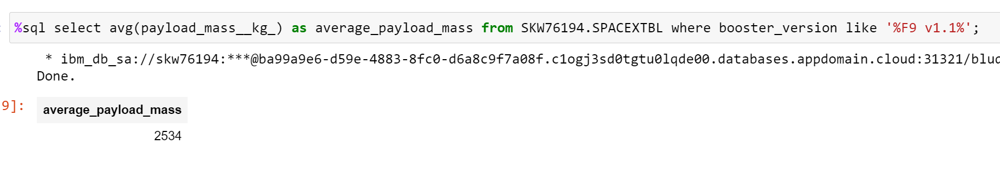 : %sql select avg(payload_mass__kg_) as average_payload_mass from SKW76194.SPACEXTBL where booster_version like '%F9 v1.1%';
* ibm_db_sa://skw76194:***@ba99a9e6-d59e-4883-8fc0-d6a8c9f7a08f.c1ogj3sd0tgtu0lqde00.databases.appdomain.cloud:31321/blud
Done.
9]:
average_payload_mass
2534